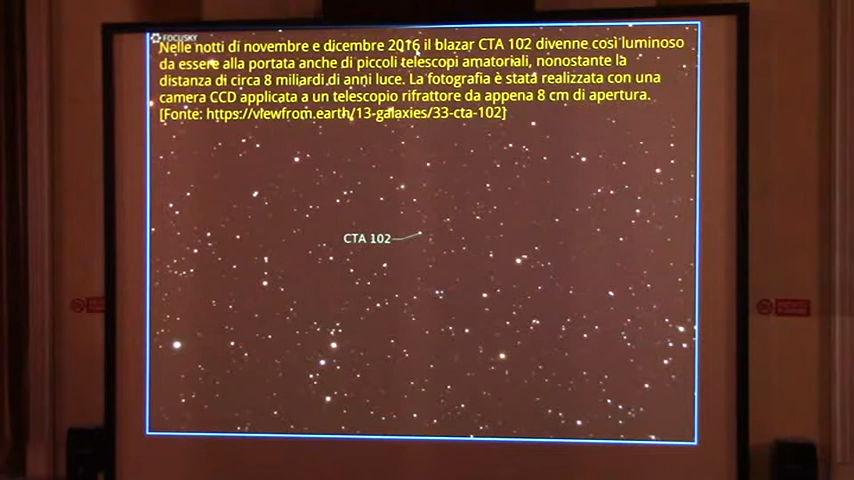 FOCUSKY
Nelle notti di novembre e dicembre 2016 il blazar CTA 102 divenne così luminoso
da essere alla portata anche di piccoli telescopi amatoriali, nonostante la
distanza di circa 8 miliardi di anni luce. La fotografia è stata realizzata con una
camera CCD applicata a un telescopio rifrattore da appena 8 cm di apertura.
[Fonte: https://viewfrom.earth/13-galaxies/33-cta-102]
CTA 102